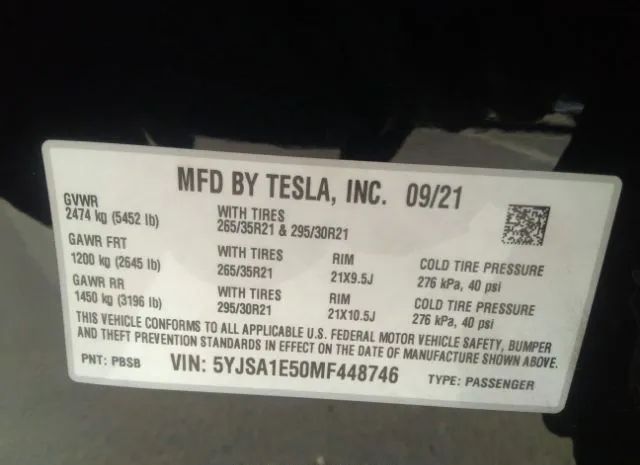 MFD BY TESLA, INC. 09/21
GVWR
2474 kg (5452 lb) WITH TIRES
265/35R21 & 295/30R21
GAWR FRT
1200 kg (2645 lb) WITH TIRES
265/35R21 RIM
21X9.5J COLD TIRE PRESSURE
276 kPa, 40 psi
GAWR RR
1450 kg (3196 lb) WITH TIRES
295/30R21 RIM
21X10.5J COLD TIRE PRESSURE
276 kPa, 40 psi
THIS VEHICLE CONFORMS TO ALL APPLICABLE U.S. FEDERAL MOTOR VEHICLE SAFETY, BUMPER
AND THEFT PREVENTION STANDARDS IN EFFECT ON THE DATE OF MANUFACTURE SHOWN ABOVE.
PNT: PBSB VIN: 5YJSA1E50MF448746 TYPE: PASSENGER